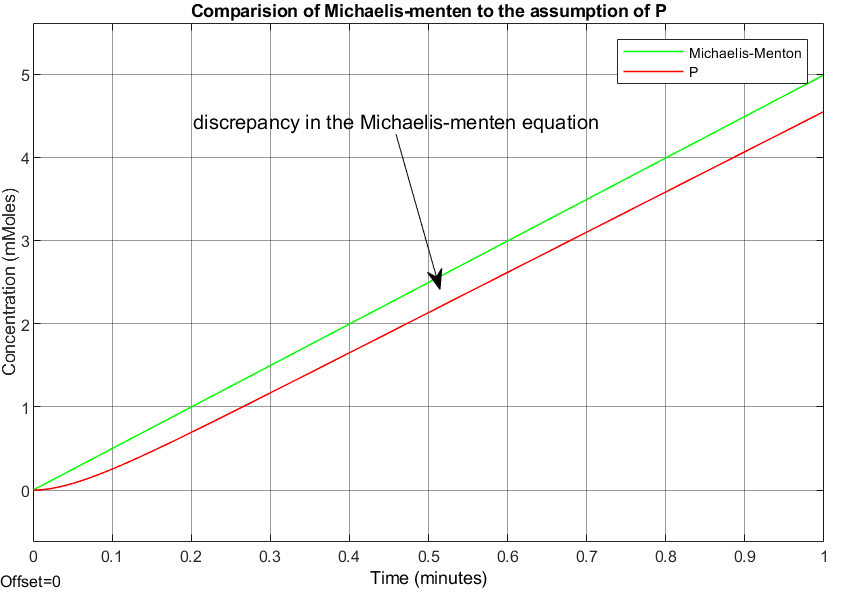 Comparision of Michaelis-menten to the assumption of P
Michaelis-Menton
P
discrepancy in the Michaelis-menten equation
Concentration (mMoles)
5
4
3
2
1
0
0 0.1 0.2 0.3 0.4 0.5 0.6 0.7 0.8 0.9 1
Time (minutes)
Offset=0